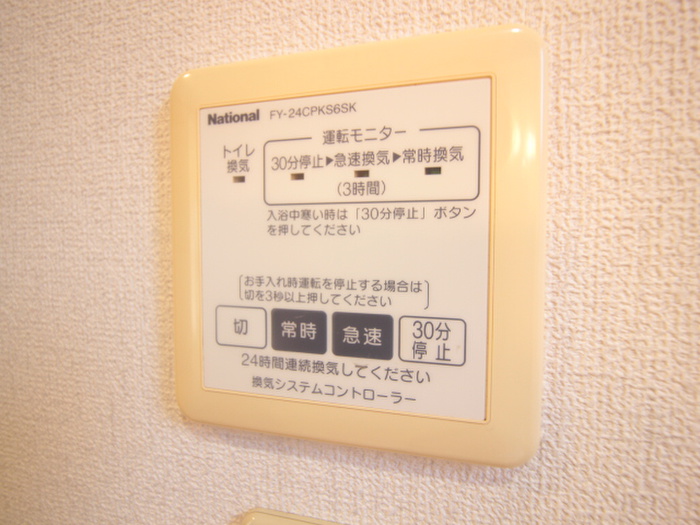 National FY-24CPKS6SK
運転モニター
トイレ
換気
30分停止▶急速換気▶常時換気
(3時間)
入浴中寒い時は「30分停止」ボタン
を押してください
お手入れ時運転を停止する場合は
切を3秒以上押してください
切 常時 急速 30分
停止
24時間連続換気してください
換気システムコントローラー